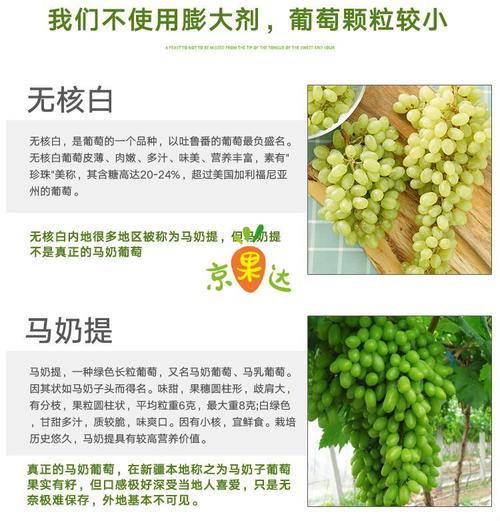 我们不使用膨大剂，葡萄颗粒较小
A FEAST TO NOT TO BE MISSED FROM THE TIP OF THE TONGUE OF THE SWEET AND SOUR
无核白
无核白，是葡萄的一个品种，以吐鲁番的葡萄最负盛名。
无核白葡萄皮薄、肉嫩、多汁、味美、营养丰富，素有"
珍珠"美称，其含糖高达20-24%，超过美国加利福尼亚
州的葡萄。
无核白内地很多地区被称为马奶提，但马奶提
不是真正的马奶葡萄
京果达
马奶提
马奶提，一种绿色长粒葡萄，又名马奶葡萄、马乳葡萄。
因其状如马奶子头而得名。味甜，果穗圆柱形，歧肩大，
有分枝，果粒圆柱状，平均粒重6克，最大重8克;白绿色
，甘甜多汁，质较脆，味爽口。因有小核，宜鲜食。栽培
历史悠久，马奶提具有较高营养价值。
真正的马奶葡萄，在新疆本地称之为马奶子葡萄
果实有籽，但口感极好深受当地人喜爱，只是无
奈极难保存，外地基本不可见。